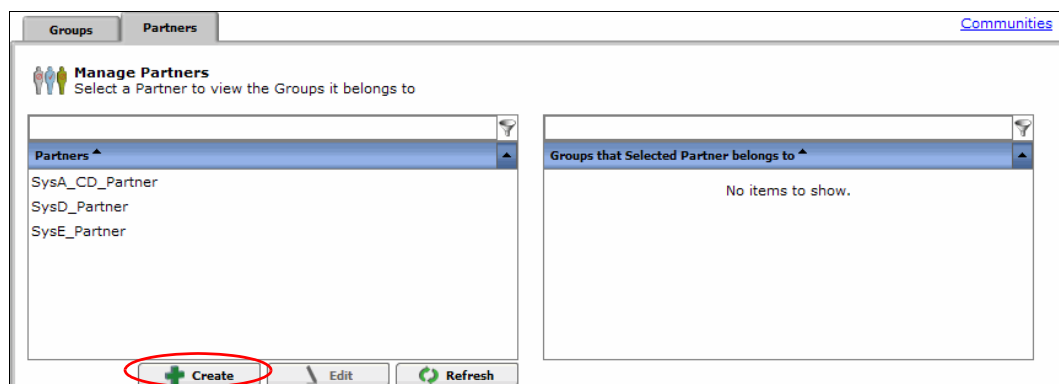 Groups
Partners
Communities
Manage Partners
Select a Partner to view the Groups it belongs to
Partners
SysA_CD_Partner
SysD_Partner
SysE_Partner
Groups that Selected Partner belongs to
No items to show.
Create
Edit
Refresh